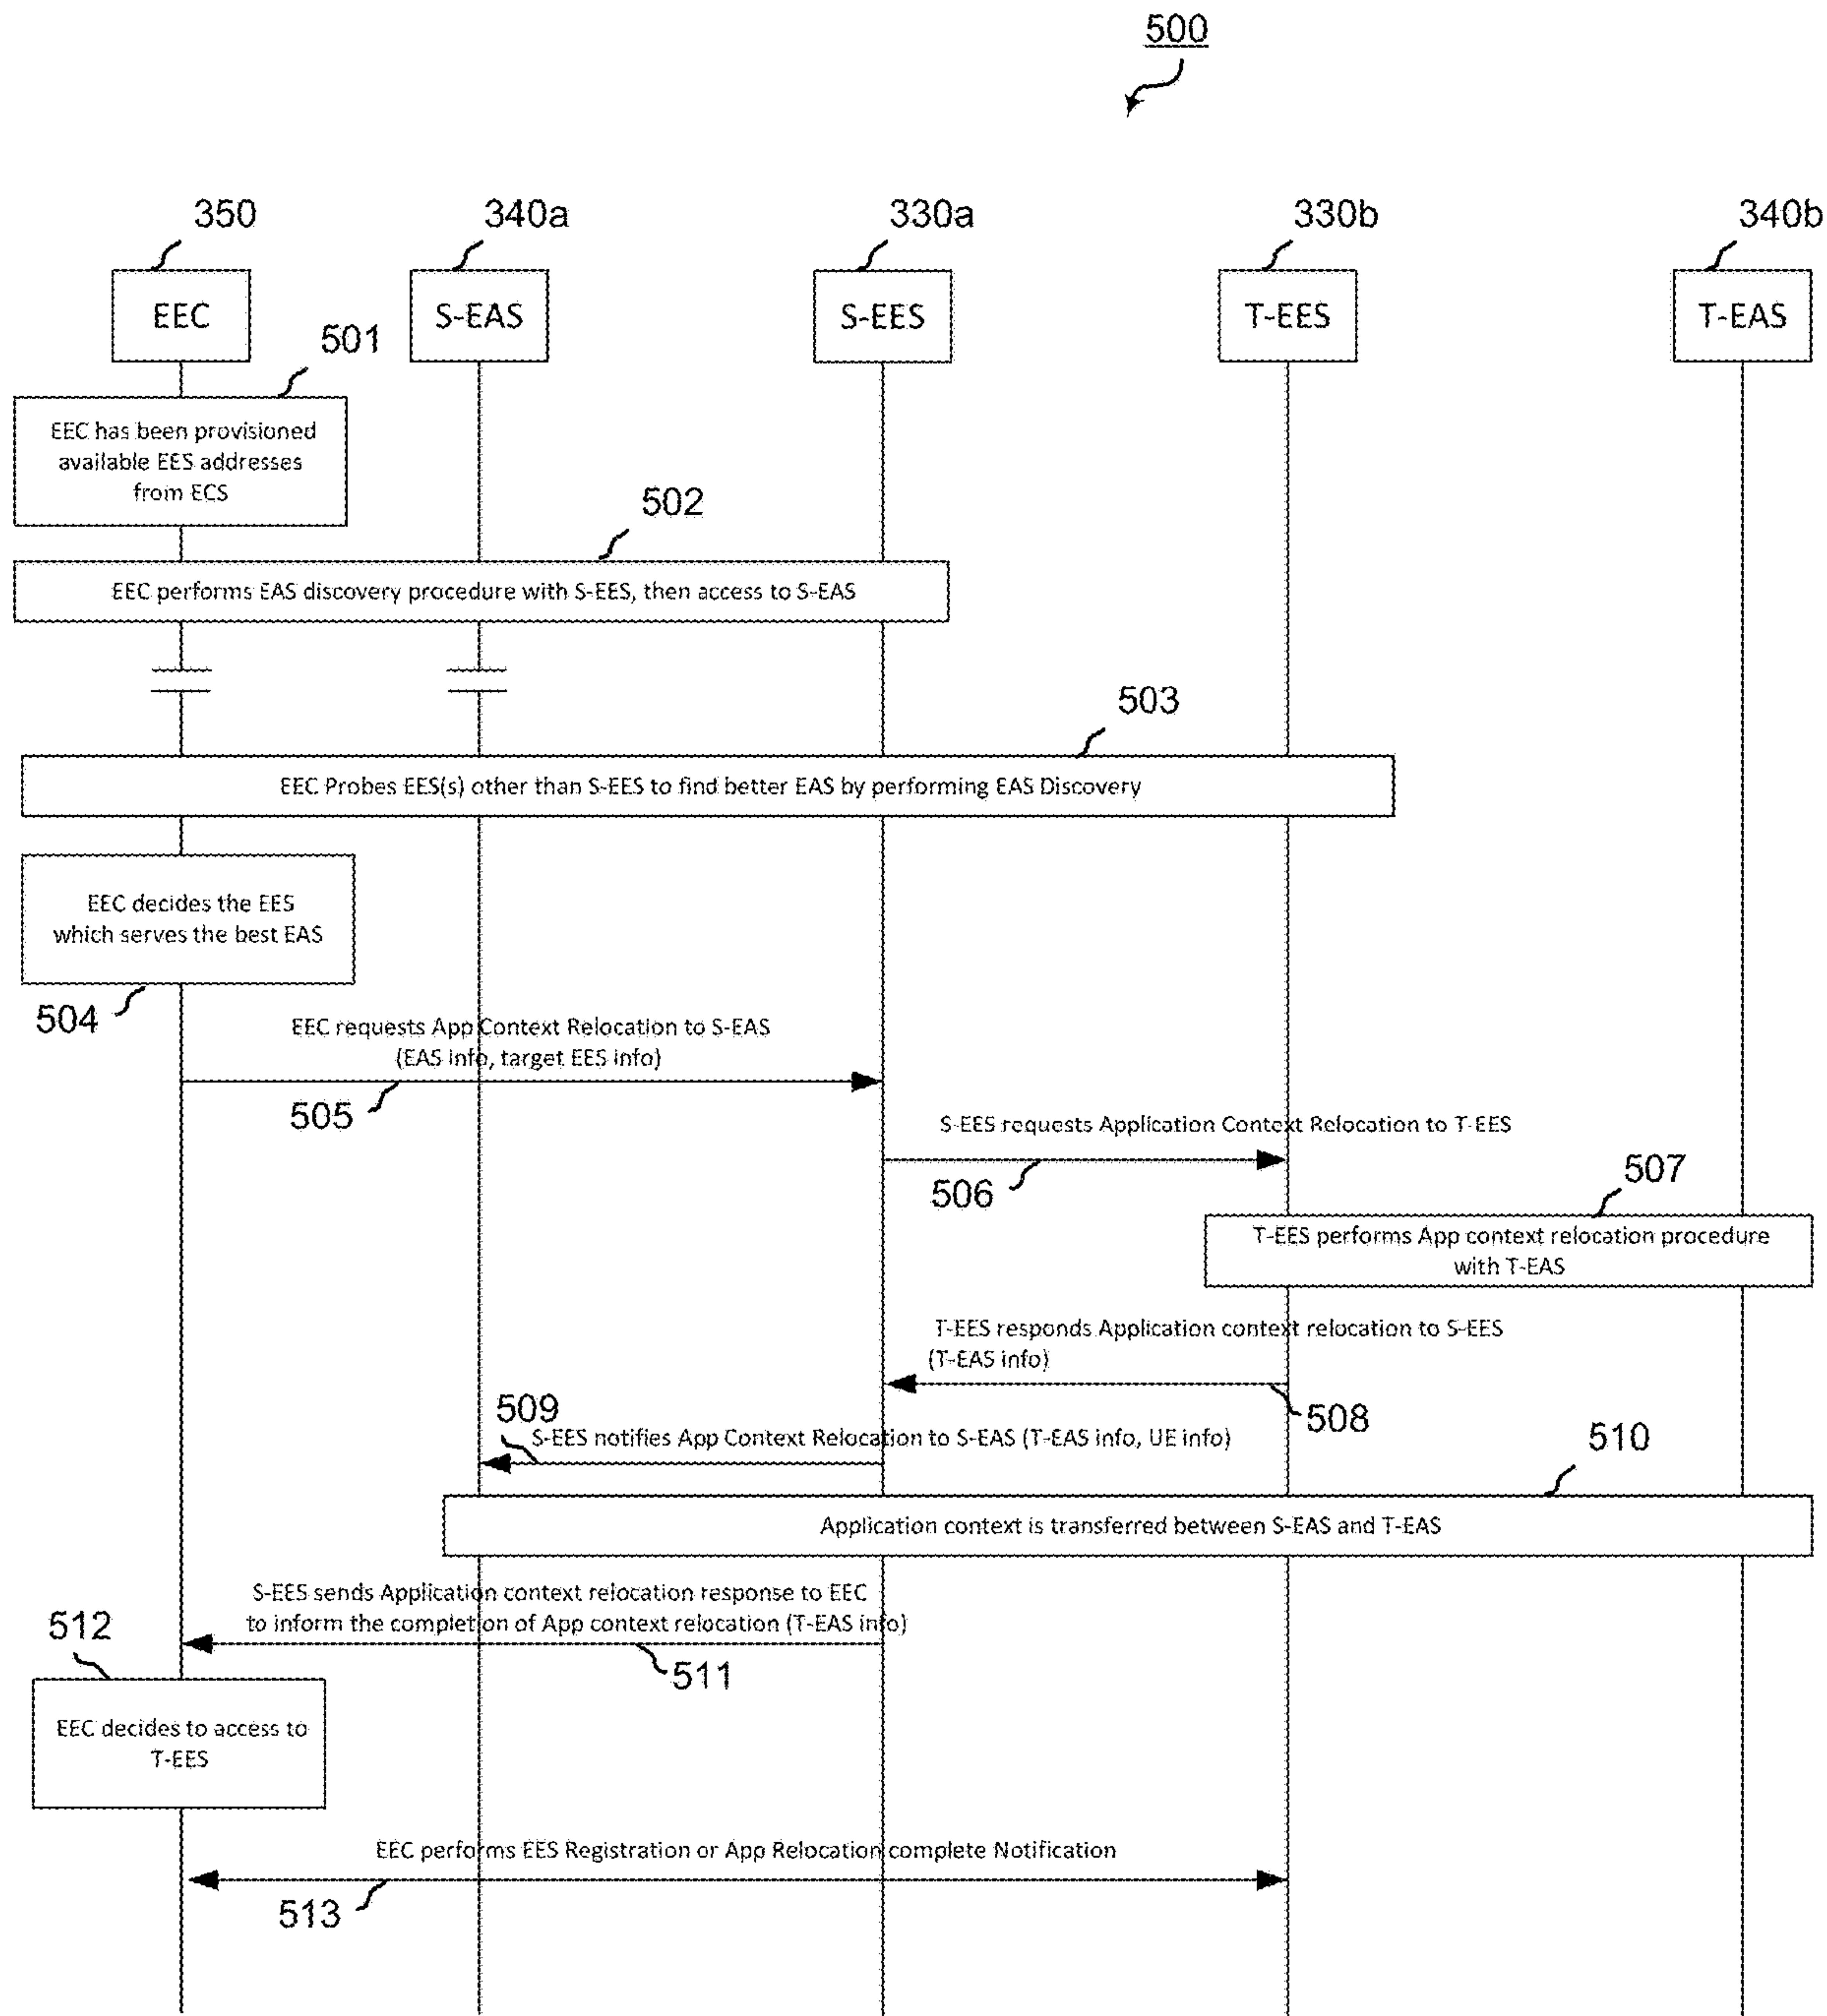 500
350
340a
330a
330b
340b
EEC
S-EAS
S-EES
T-EES
T-EAS
501
EEC has been provisioned
available EES addresses
from ECS
502
EEC performs EAS discovery procedure with S-EES, then access to S-EAS
503
EEC Probes EES(s) other than S-EES to find better EAS by performing EAS Discovery
EEC decides the EES
which serves the best EAS
504
EEC requests App Context Relocation to S-EAS
(EAS info, target EES info)
505
S-EES requests Application Context Relocation to T-EES
506
507
T-EES performs App context relocation procedure
with T-EAS
T-EES responds Application context relocation to S-EES
(T-EAS info)
508
509
S-EES notifies App Context Relocation to S-EAS (T-EAS info, UE info)
510
Application context is transferred between S-EAS and T-EAS
S-EES sends Application context relocation response to EEC
to inform the completion of App context relocation (T-EAS info)
511
512
EEC decides to access to
T-EES
EEC performs EES Registration or App Relocation complete Notification
513